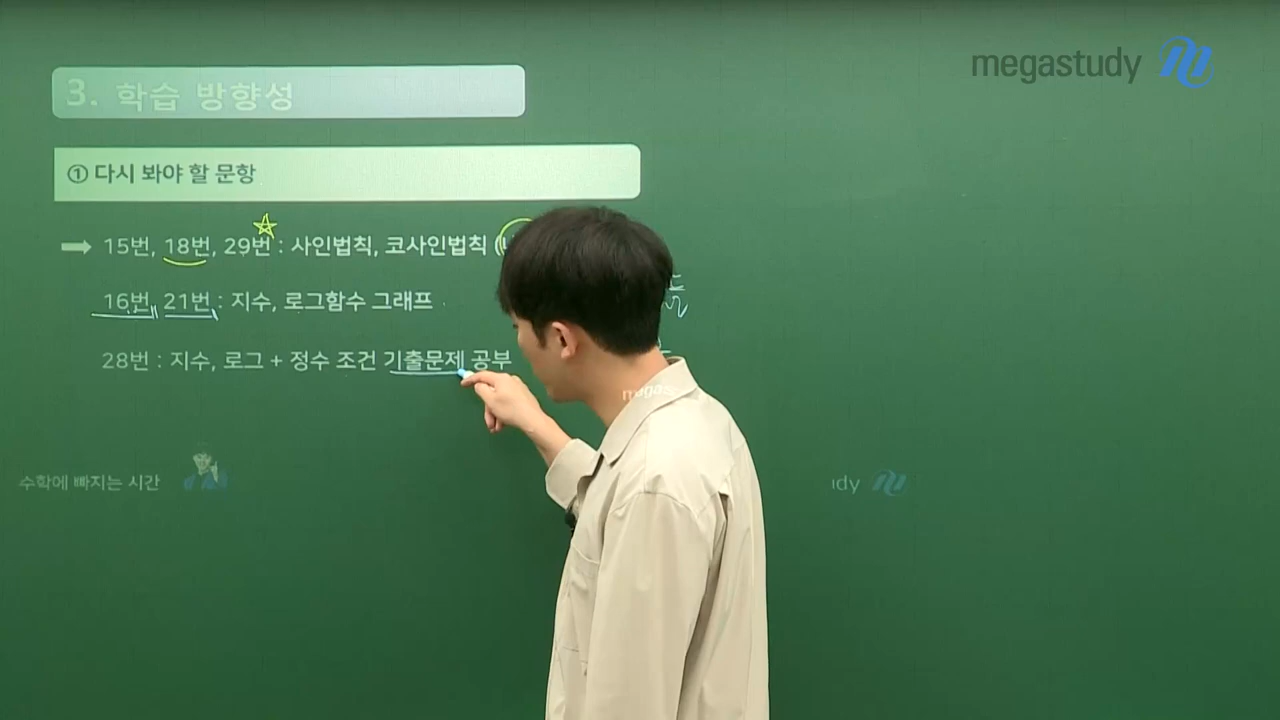 megastudy
3. 학습 방향성
① 다시 봐야 할 문항
15번, 18번, 29번 : 사인법칙, 코사인법칙 (
16번, 21번, : 지수, 로그함수 그래프
28번 : 지수, 로그 + 정수 조건 기출문제 공부
megas
수학에 빠지는 시간
udy